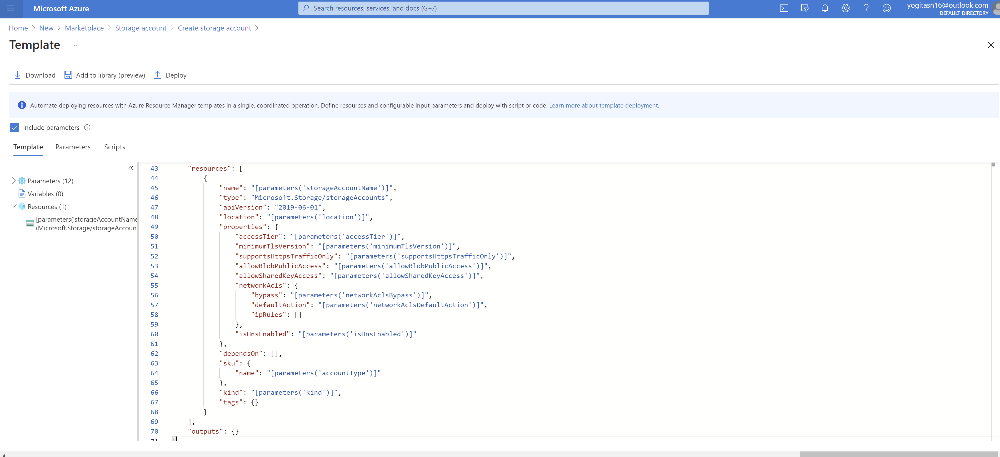 Microsoft Azure
Search resources, services, and docs (G+/)
yogitasn16@outlook.com
DEFAULT DIRECTORY
Home > New > Marketplace > Storage account > Create storage account >
Template ...
Download Add to library (preview) Deploy
Automate deploying resources with Azure Resource Manager templates in a single, coordinated operation. Define resources and configurable input parameters and deploy with script or code. Learn more about template deployment.
Include parameters
Template Parameters Scripts
Parameters (12)
Variables (0)
Resources (1)
[parameters('storageAccountName
(Microsoft.Storage/storageAccoun
43 "resources": [
44 {
45 "name": "[parameters('storageAccountName')]",
46 "type": "Microsoft.Storage/storageAccounts",
47 "apiVersion": "2019-06-01",
48 "location": "[parameters('location')]",
49 "properties": {
50 "accessTier": "[parameters('accessTier')]",
51 "minimumTlsVersion": "[parameters('minimumTlsVersion')]",
52 "supportsHttpsTrafficOnly": "[parameters('supportsHttpsTrafficOnly')]",
53 "allowBlobPublicAccess": "[parameters('allowBlobPublicAccess')]",
54 "allowSharedKeyAccess": "[parameters('allowSharedKeyAccess')]",
55 "networkAcls": {
56 "bypass": "[parameters('networkAclsBypass')]",
57 "defaultAction": "[parameters('networkAclsDefaultAction')]",
58 "ipRules": []
59 },
60 "isHnsEnabled": "[parameters('isHnsEnabled')]"
61 },
62 "dependsOn": [],
63 "sku": {
64 "name": "[parameters('accountType')]"
65 },
66 "kind": "[parameters('kind')]",
67 "tags": {}
68 }
69 ],
70 "outputs": {}
71 }